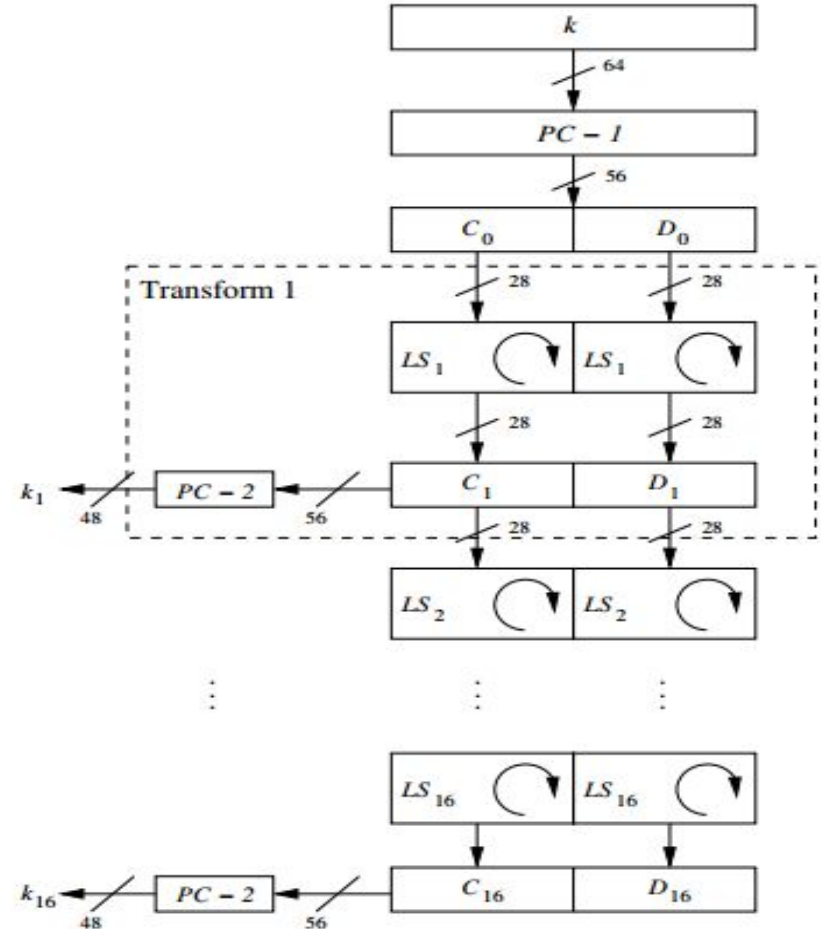 k
64
PC – 1
56
C0 D0
Transform 1 28 28
LS1 LS1
28 28
k1 PC – 2 C1 D1
48 56
28 28
LS2 LS2
⋮ ⋮ ⋮
LS16 LS16
k16 PC – 2 C16 D16
48 56